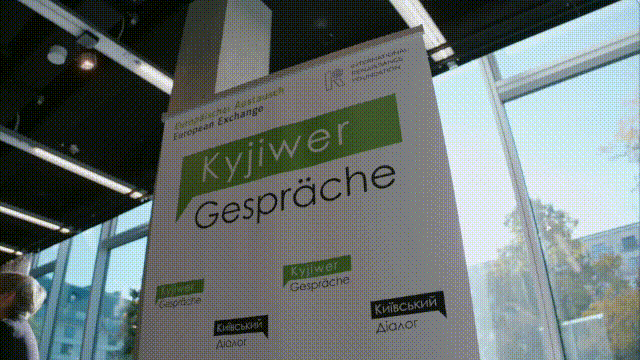 Europäischer Austausch
European Exchange
INTERNATIONAL
RENAISSANCE
FOUNDATION
Kyjiwer
Gespräche
Kyjiwer
Gespräche
Kyjiwer
Gespräche
Київський
Діалог
Київський
Діалог